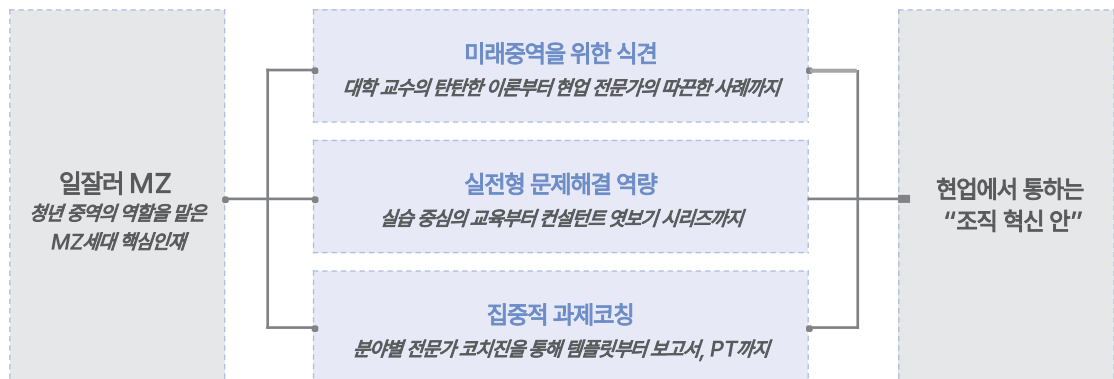 일잘러 MZ
청년 중역의 역할을 맡은
MZ세대 핵심인재
미래중역을 위한 식견
대학 교수의 탄탄한 이론부터 현업 전문가의 따끈한 사례까지
실전형 문제해결 역량
실습 중심의 교육부터 컨설턴트 엿보기 시리즈까지
집중적 과제코칭
분야별 전문가 코치진을 통해 템플릿부터 보고서, PT까지
현업에서 통하는
“조직 혁신 안”